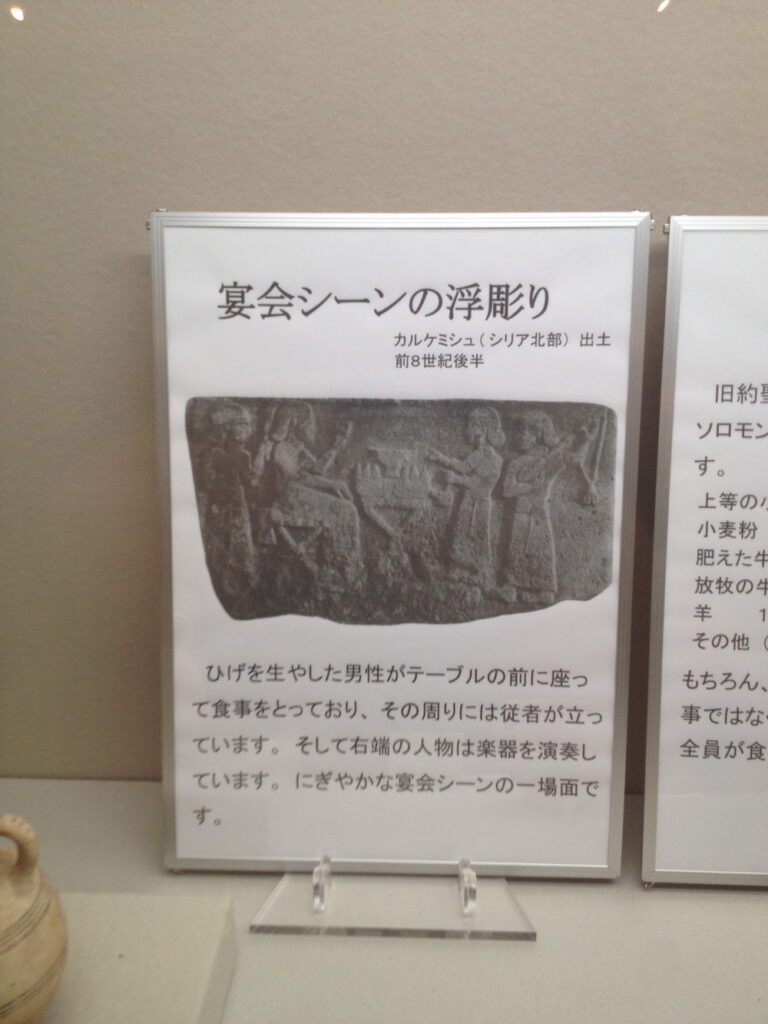 宴会シーンの浮彫り
カルケミシュ(シリア北部) 出土
前8世紀後半
ひげを生やした男性がテーブルの前に座っ
て食事をとっており、その周りには従者が立っ
ています。そして右端の人物は楽器を演奏し
ています。にぎやかな宴会シーンの一場面で
す。
旧約聖
ソロモン
す。
上等の小
小麦粉
肥えた牛
放牧の牛
羊 1
その他 (
もちろん、
事ではな
全員が食